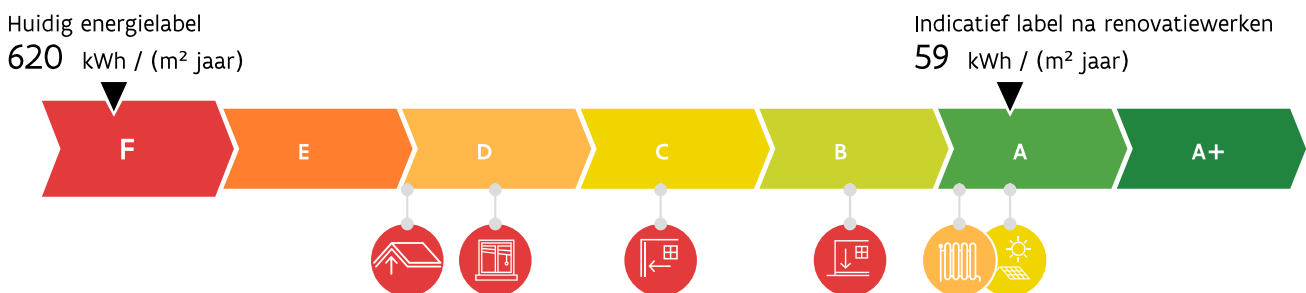 Huidig energielabel
620 kWh / (m² jaar)
Indicatief label na renovatiewerken
59 kWh / (m² jaar)
F E D C B A A+